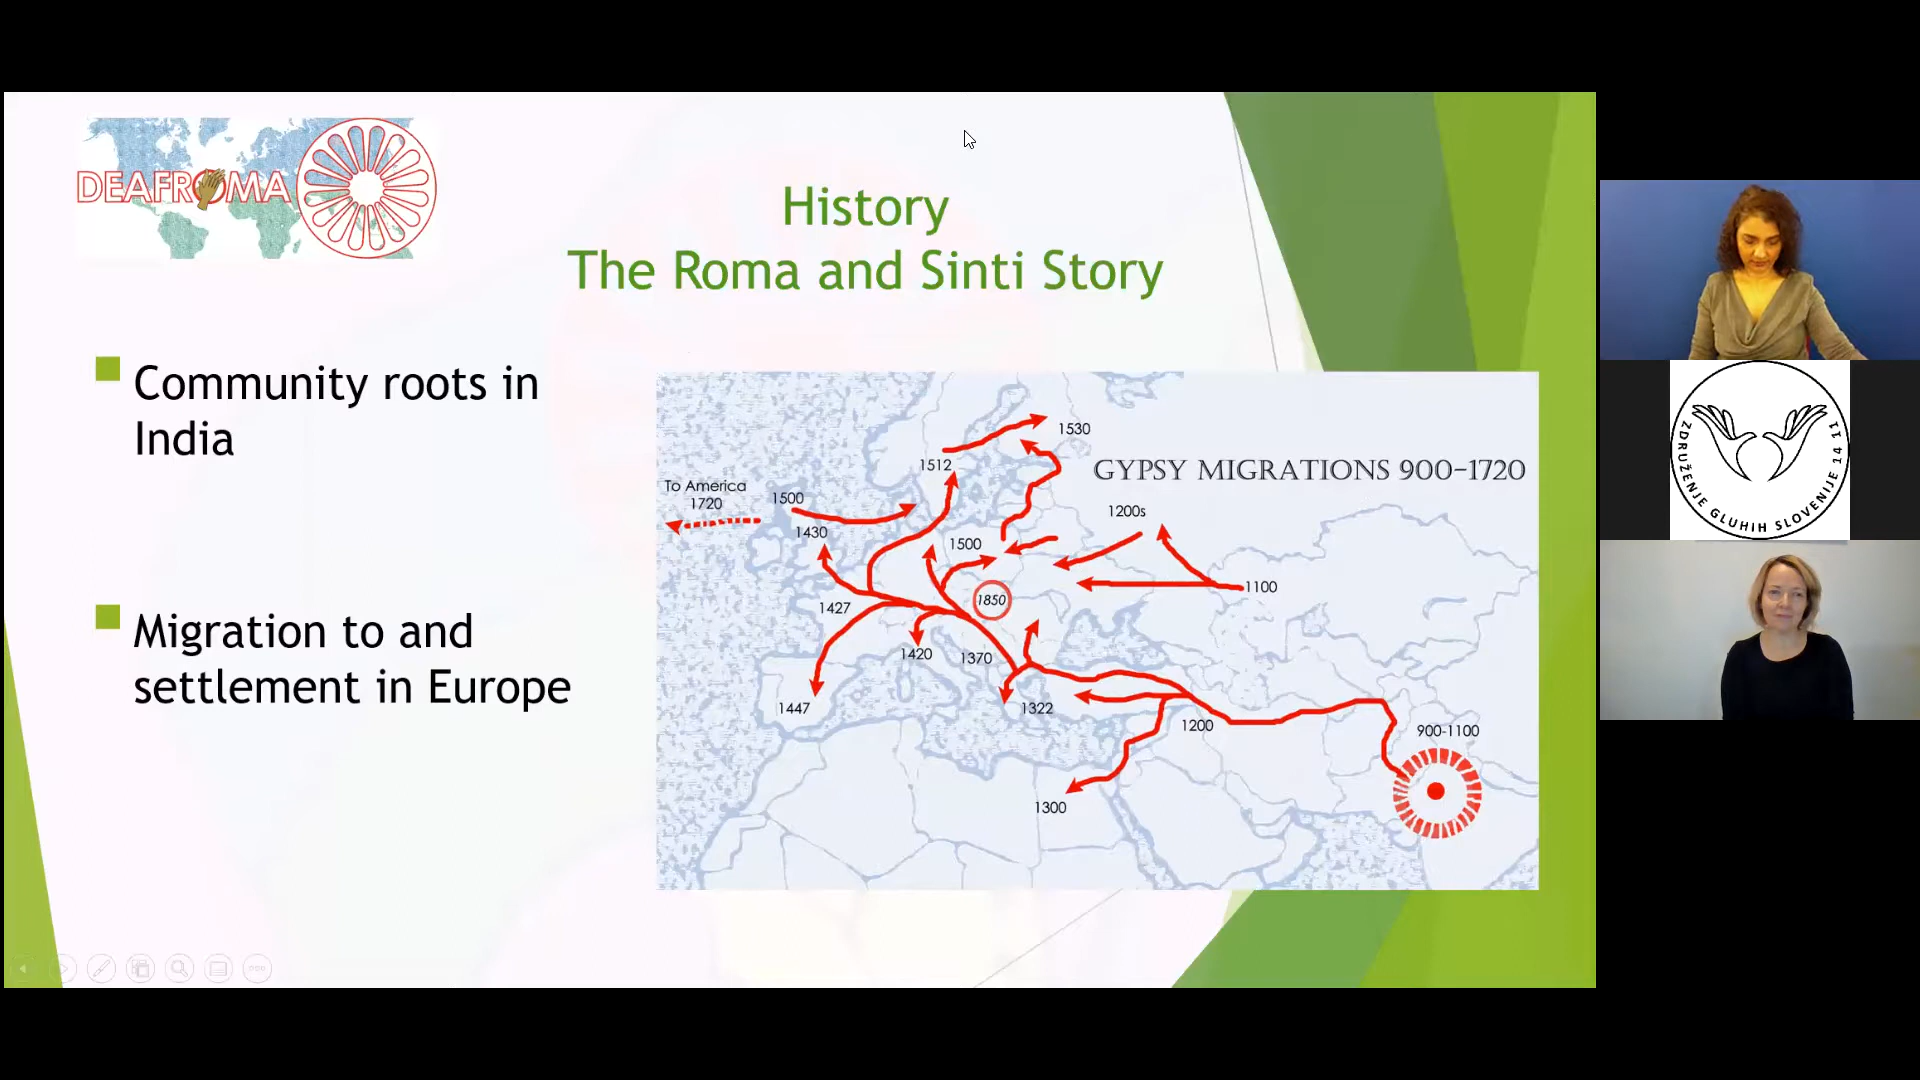 DEAFROMA
History
The Roma and Sinti Story
Community roots in
India
Migration to and
settlement in Europe
GYPSY MIGRATIONS 900-1720
1530
1512
To America
1720
1500
1430
1200s
1500
1100
1850
1427
1420
1370
1447
1322
1200
900-1100
1300
ZDRUŽENJE GLUHIH SLOVENIJE 14 11